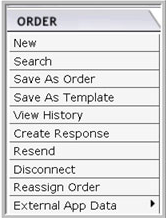 ORDER
New
Search
Save As Order
Save As Template
View History
Create Response
Resend
Disconnect
Reassign Order
External App Data